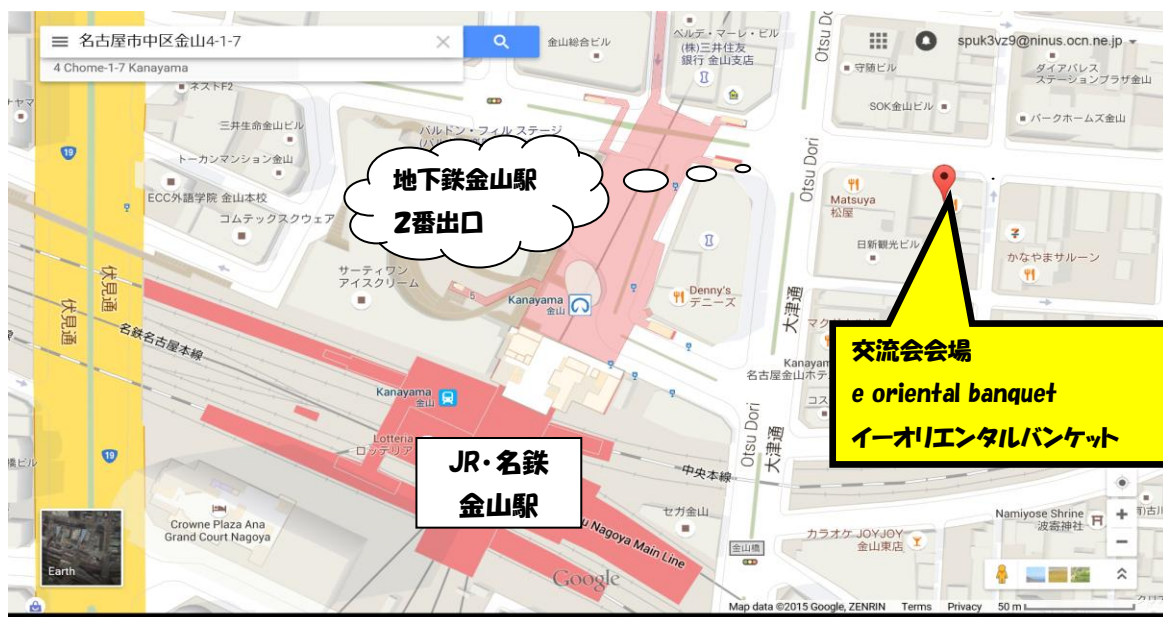 名古屋市中区金山4-1-7
4 Chome-1-7 Kanayama
spuk3vz9@ninus.ocn.ne.jp
金山総合ビル
ベルテ・マーレ・ビル
(株)三井住友
銀行 金山支店
Otsu Dori
守随ビル
ダイアパレス
ステーションプラザ金山
SOK金山ビル
パークホームズ金山
ネストF2
三井生命金山ビル
トーカンマンション金山
ECC外語学院 金山本校
コムテックスクウェア
19
バルドン・フィル ステージ
地下鉄金山駅
2番出口
Otsu Dori
Matsuya
松屋
日新観光ビル
かなやまサルーン
サーティワン
アイスクリーム
5
Kanayama
金山
Denny's
デニーズ
大津通
伏見通
伏見通
名鉄名古屋本線
Kanayama
金山
Lotteria
ロッテリア
JR・名鉄
金山駅
交流会会場
e oriental banquet
イーオリエンタルバンケット
Otsu Dori
大津通
中央本線
19
Crowne Plaza Ana
Grand Court Nagoya
Nagoya Main Line
セガ金山
金山橋
カラオケ JOYJOY
金山東店
Namiyose Shrine
波寄神社
Earth
Google
Map data ©2015 Google, ZENRIN
Terms
Privacy
50 m